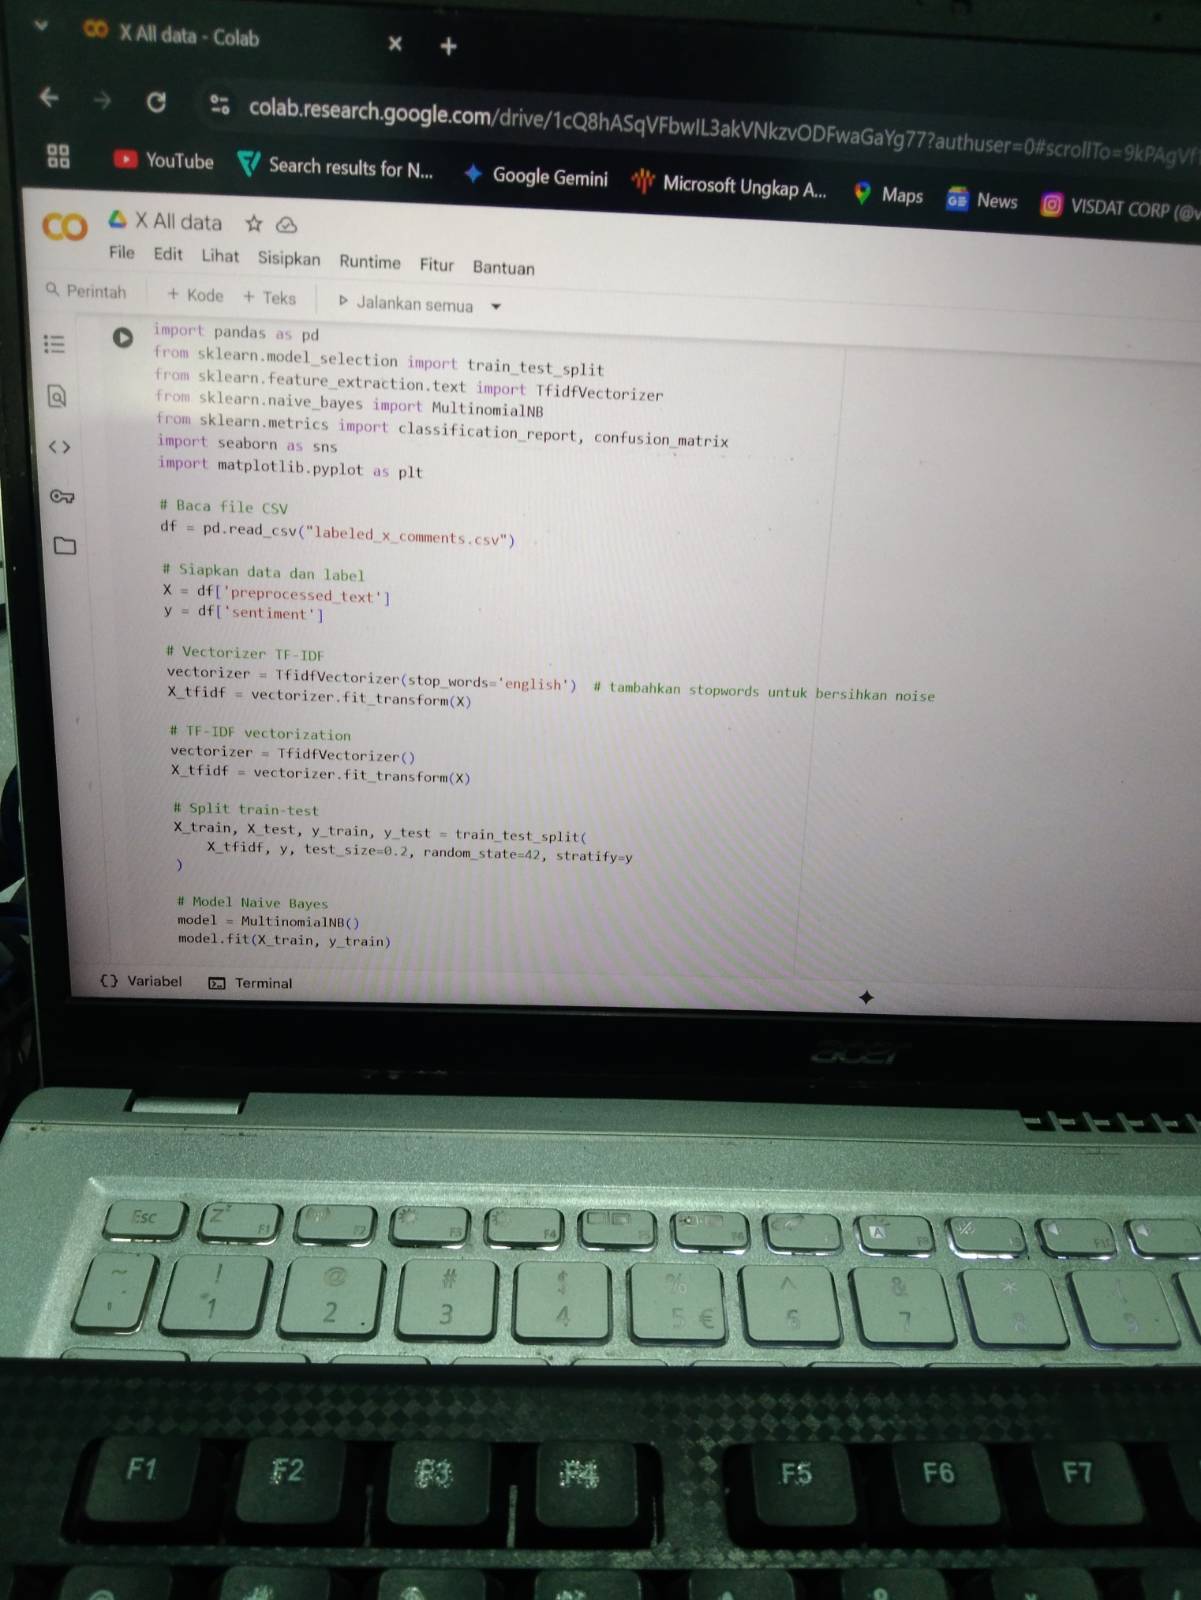 X All data - Colab
colab.research.google.com/drive/1cQ8hASqVFbwIL3akVNkzvODFwaGaYg77?authuser=0#scrollTo=9kPAgVf
YouTube Search results for N... Google Gemini Microsoft Ungkap A... Maps News VISDAT CORP (@v
CO X All data
File Edit Lihat Sisipkan Runtime Fitur Bantuan
Perintah + Kode + Teks Jalankan semua
import pandas as pd
from sklearn.model_selection import train_test_split
from sklearn.feature_extraction.text import TfidfVectorizer
from sklearn.naive_bayes import MultinomialNB
from sklearn.metrics import classification_report, confusion_matrix
import seaborn as sns
import matplotlib.pyplot as plt
# Baca file CSV
df = pd.read_csv("labeled_x_comments.csv")
# Siapkan data dan label
X = df['preprocessed_text']
y = df['sentiment']
# Vectorizer TF-IDF
vectorizer = TfidfVectorizer(stop_words='english') # tambahkan stopwords untuk bersihkan noise
X_tfidf = vectorizer.fit_transform(X)
# TF-IDF vectorization
vectorizer = TfidfVectorizer()
X_tfidf = vectorizer.fit_transform(X)
# Split train-test
X_train, X_test, y_train, y_test = train_test_split(
X_tfidf, y, test_size=0.2, random_state=42, stratify=y
)
# Model Naive Bayes
model = MultinomialNB()
model.fit(X_train, y_train)
{} Variabel Terminal
acer
Esc F1 F2 F3 F4 F6
~ ! @ # $ % ^ & *
1 2 3 4 5 € 6 7 8 9
F1 F2 F3 F4 F5 F6 F7